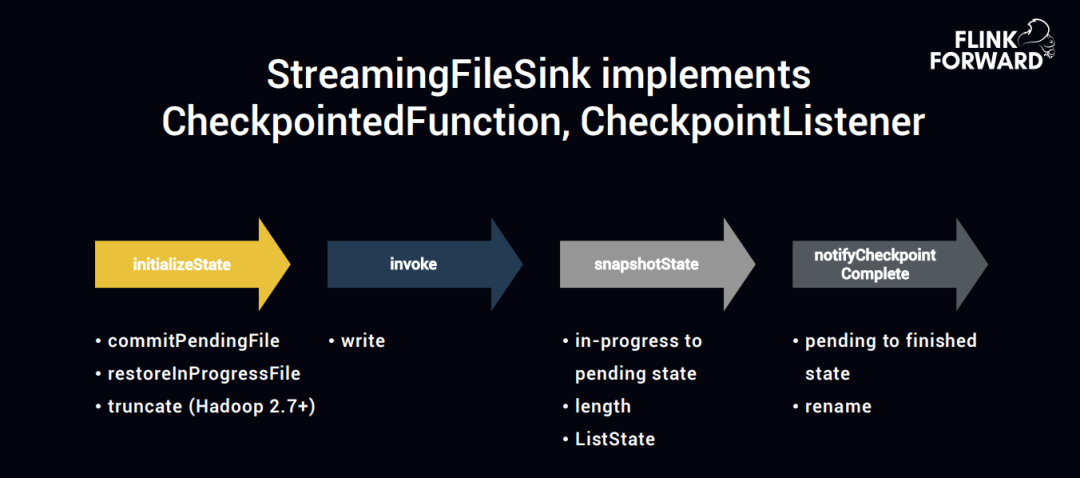 FLINK
FORWARD
StreamingFileSink implements
CheckpointedFunction, CheckpointListener
initializeState
• commitPendingFile
• restoreInProgressFile
• truncate (Hadoop 2.7+)
invoke
• write
snapshotState
• in-progress to
pending state
• length
• ListState
notifyCheckpoint
Complete
• pending to finished
state
• rename